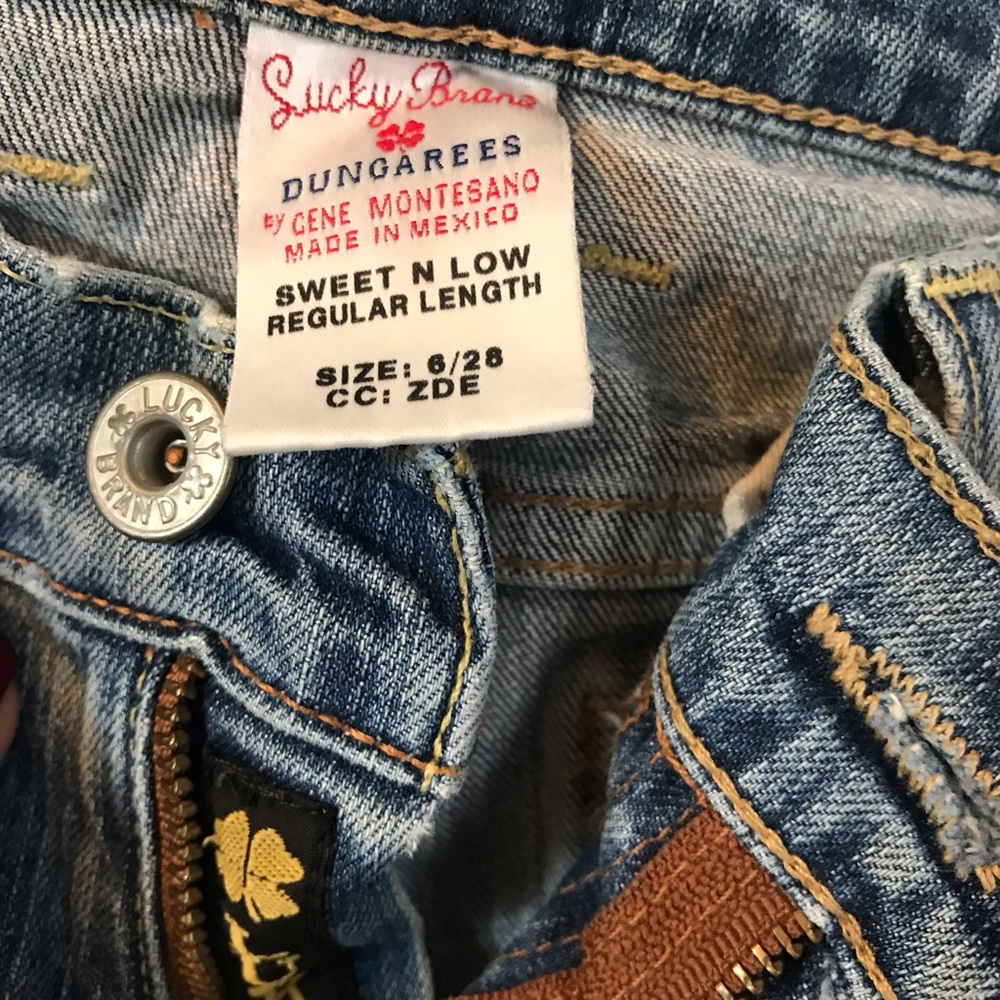 Lucky Brand
DUNGAREES
by GENE MONTESANO
MADE IN MEXICO
SWEET N LOW
REGULAR LENGTH
SIZE: 6/28
CC: ZDE
LUCKY
BRAND